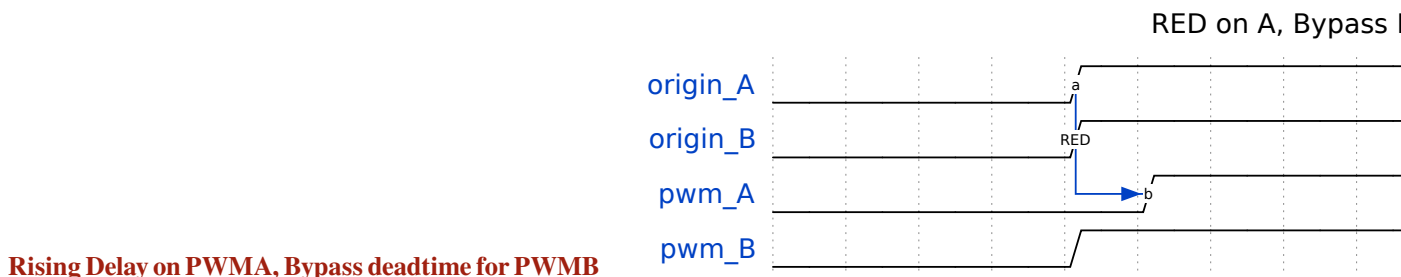 RED on A, Bypass
origin_A
a
origin_B
RED
pwm_A
b
pwm_B
Rising Delay on PWMA, Bypass deadtime for PWMB